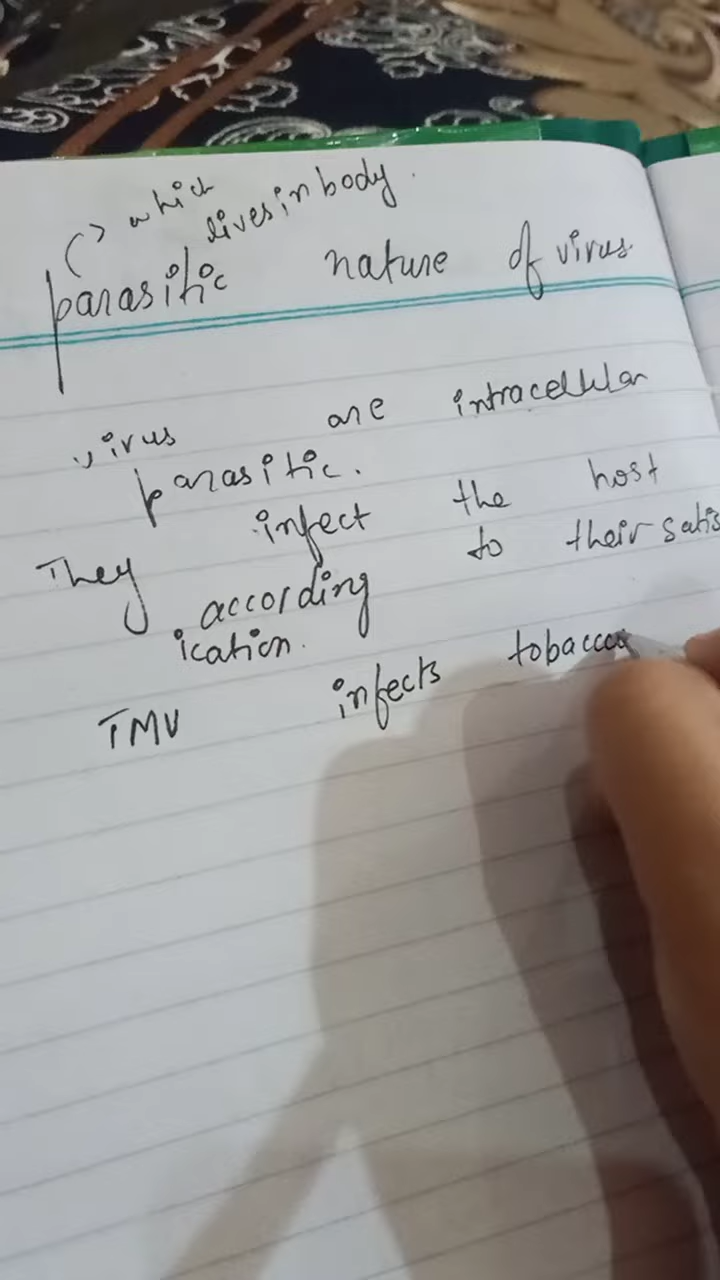 which
lives in body.
parasitic nature of virus
virus are intracellular
parasitic.
They infect the host
according to their satis
ication.
TMV infects tobacco